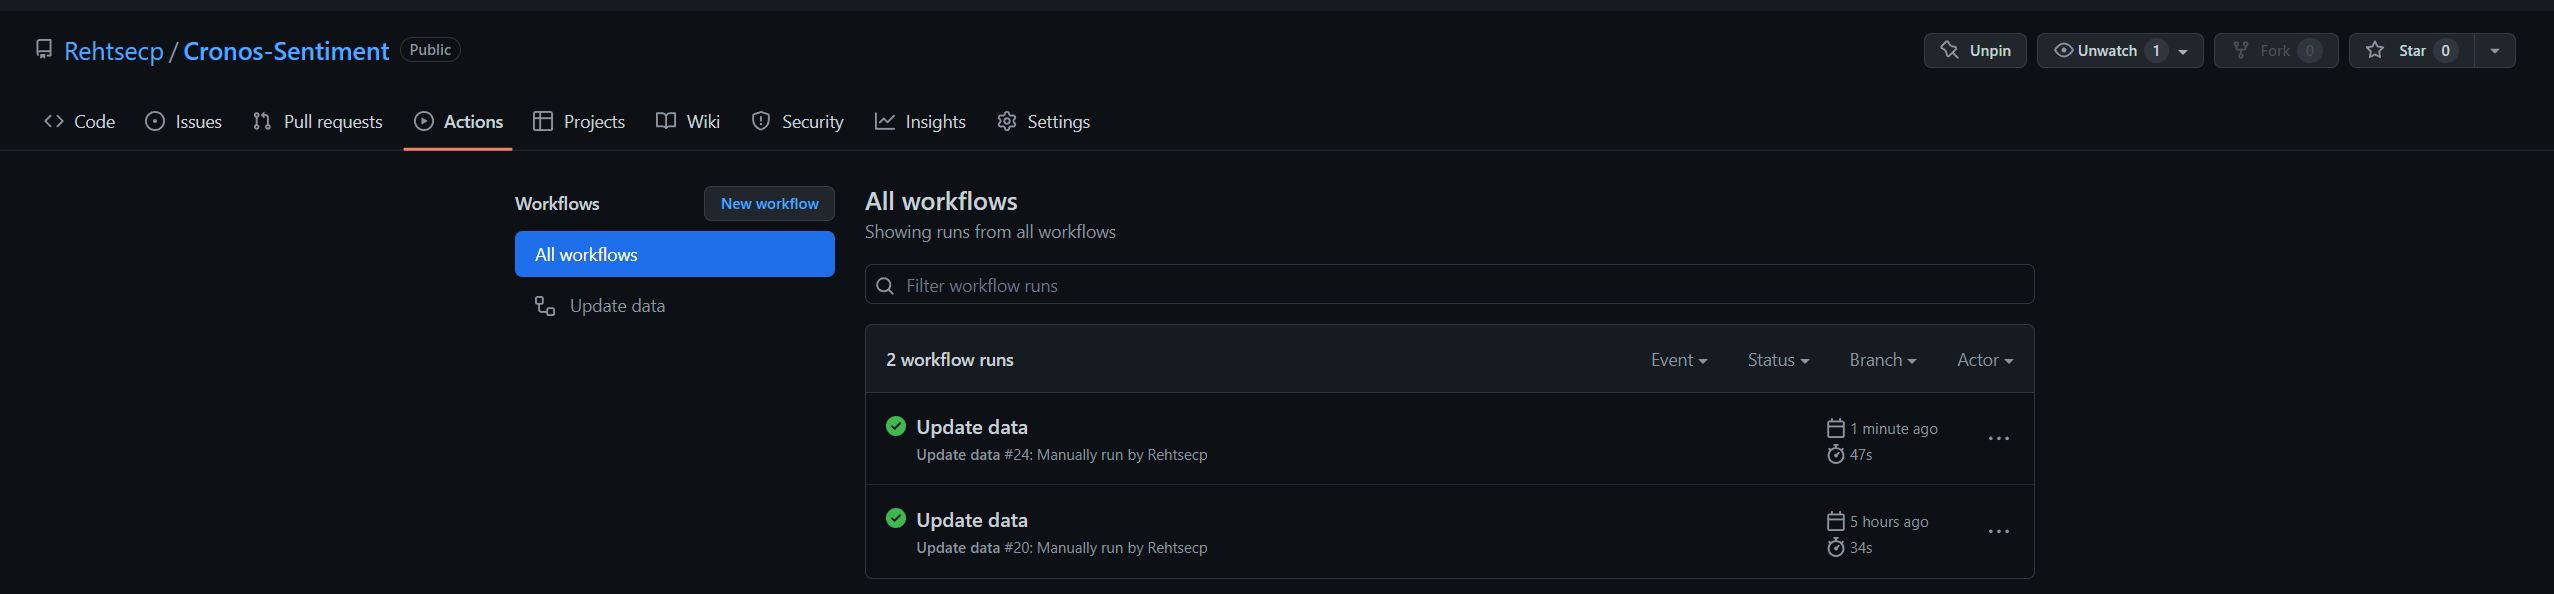 Rehtsecp / Cronos-Sentiment Public
Unpin Unwatch 1 Fork 0 Star 0
Code Issues Pull requests Actions Projects Wiki Security Insights Settings
Workflows New workflow
All workflows
Update data
All workflows
Showing runs from all workflows
Filter workflow runs
2 workflow runs Event Status Branch Actor
Update data
Update data #24: Manually run by Rehtsecp
1 minute ago
47s
Update data
Update data #20: Manually run by Rehtsecp
5 hours ago
34s